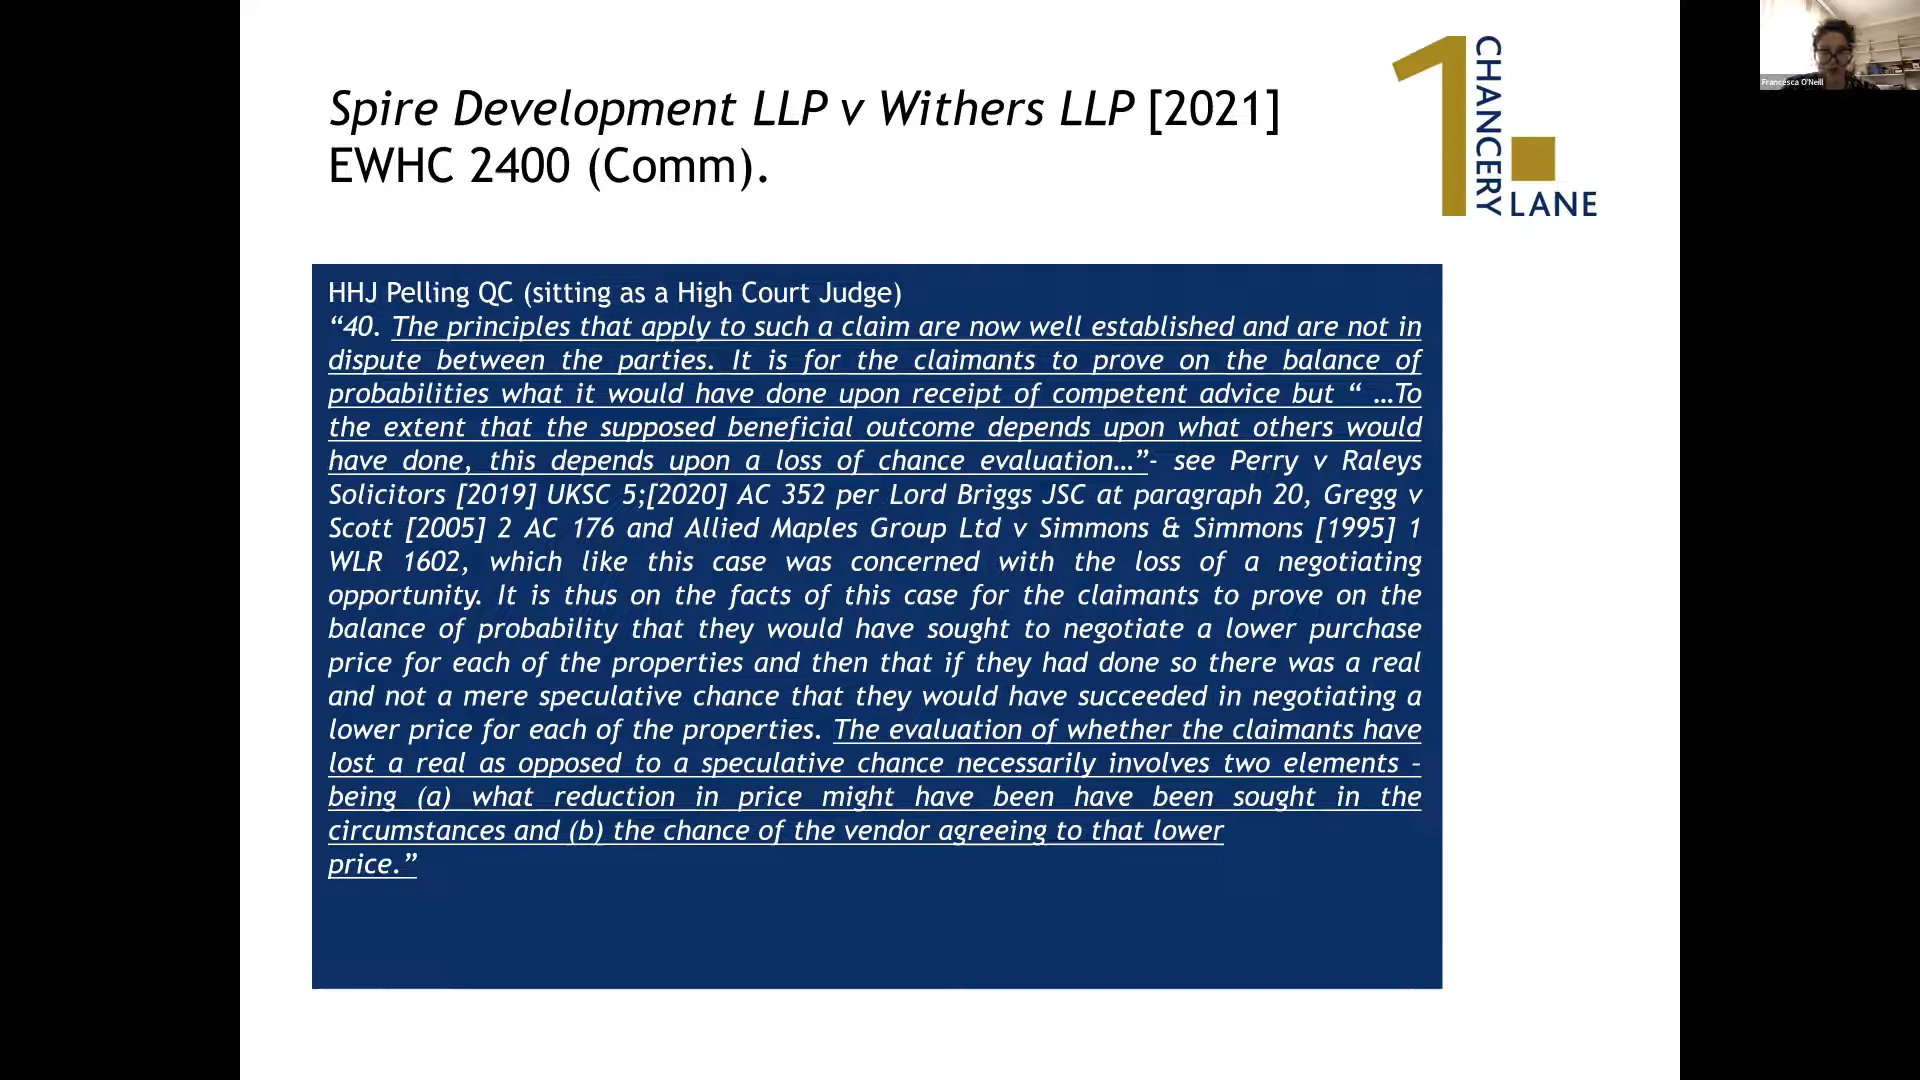 Spire Development LLP v Withers LLP [2021]
EWHC 2400 (Comm).
1 CHANCERY LANE
Francesca O'Neill
HHJ Pelling QC (sitting as a High Court Judge)
“40. The principles that apply to such a claim are now well established and are not in
dispute between the parties. It is for the claimants to prove on the balance of
probabilities what it would have done upon receipt of competent advice but “ …To
the extent that the supposed beneficial outcome depends upon what others would
have done, this depends upon a loss of chance evaluation…”- see Perry v Raleys
Solicitors [2019] UKSC 5;[2020] AC 352 per Lord Briggs JSC at paragraph 20, Gregg v
Scott [2005] 2 AC 176 and Allied Maples Group Ltd v Simmons & Simmons [1995] 1
WLR 1602, which like this case was concerned with the loss of a negotiating
opportunity. It is thus on the facts of this case for the claimants to prove on the
balance of probability that they would have sought to negotiate a lower purchase
price for each of the properties and then that if they had done so there was a real
and not a mere speculative chance that they would have succeeded in negotiating a
lower price for each of the properties. The evaluation of whether the claimants have
lost a real as opposed to a speculative chance necessarily involves two elements –
being (a) what reduction in price might have been have been sought in the
circumstances and (b) the chance of the vendor agreeing to that lower
price.”